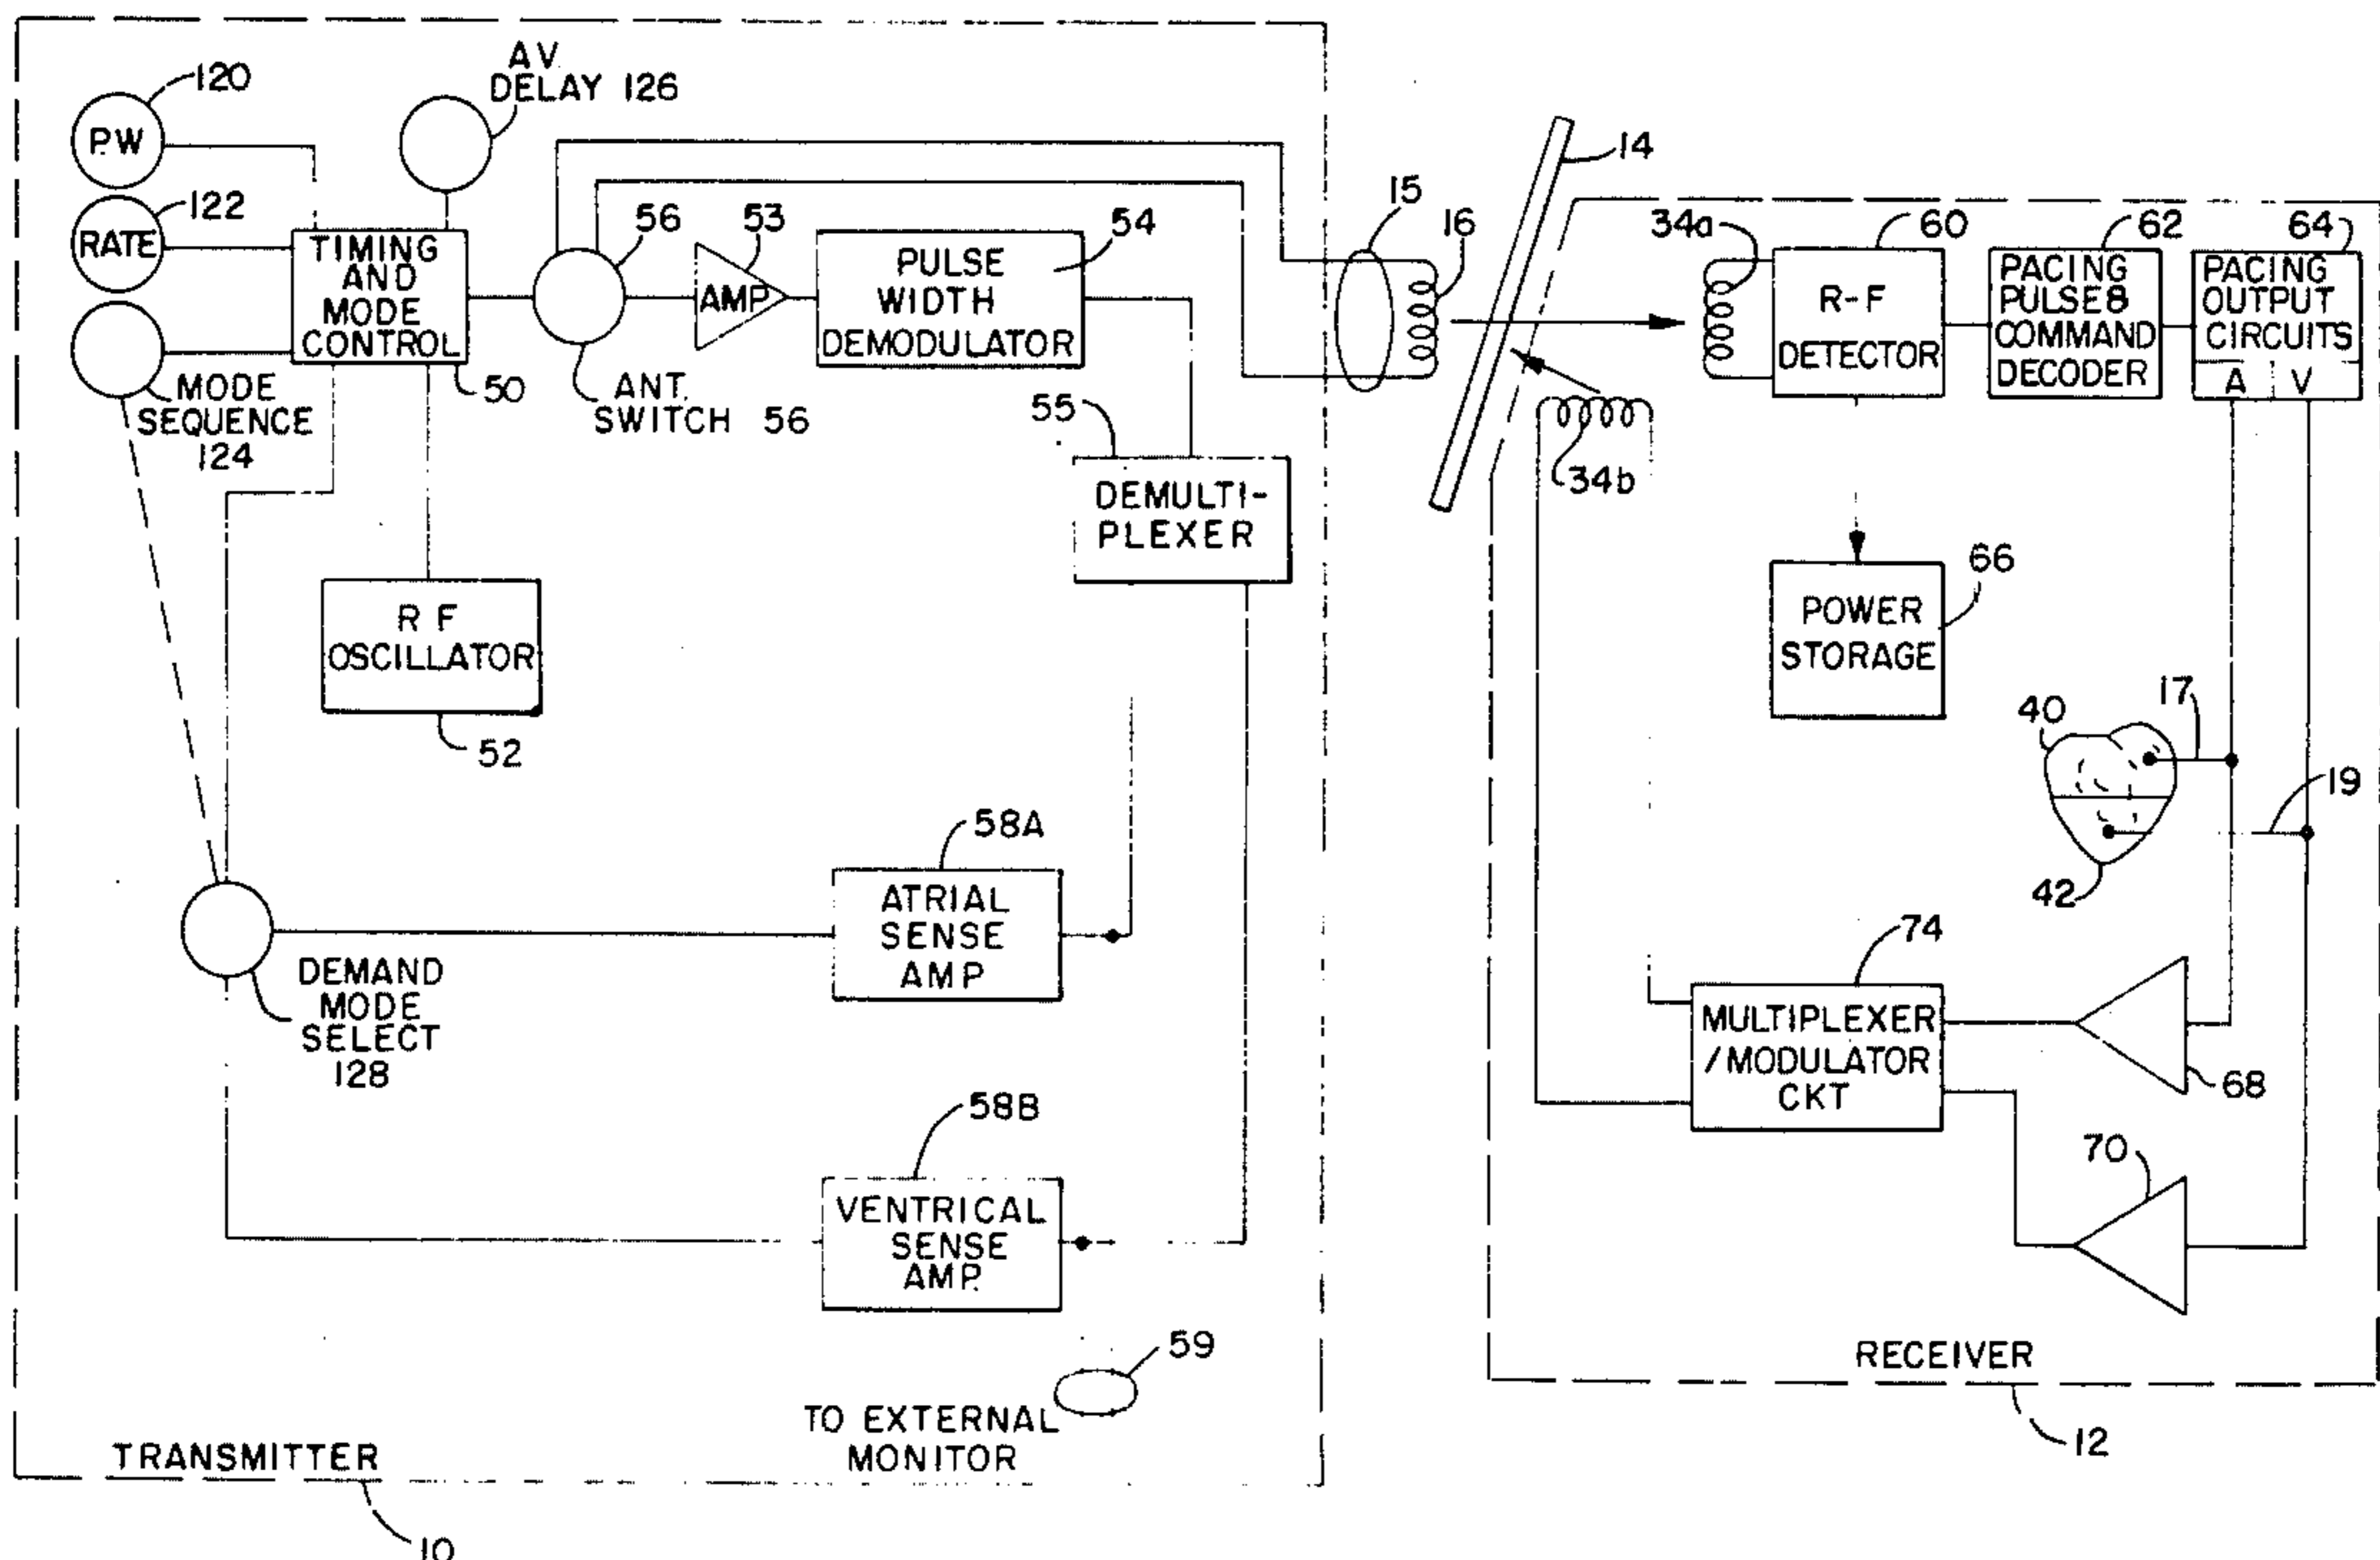 120
P.W
AV
DELAY 126
122
RATE
TIMING
AND
MODE
CONTROL
50
MODE
SEQUENCE
124
56
ANT.
SWITCH 56
53
AMP
PULSE
WIDTH
DEMODULATOR
54
55
DEMULTI-
PLEXER
R F
OSCILLATOR
52
58A
ATRIAL
SENSE
AMP
DEMAND
MODE
SELECT
128
58B
VENTRICAL
SENSE
AMP.
59
TO EXTERNAL
MONITOR
TRANSMITTER
10
15
16
14
34a
34b
60
R-F
DETECTOR
62
PACING
PULSE 8
COMMAND
DECODER
64
PACING
OUTPUT
CIRCUITS
A V
66
POWER
STORAGE
40
17
19
42
74
MULTIPLEXER
/MODULATOR
CKT
68
70
RECEIVER
12